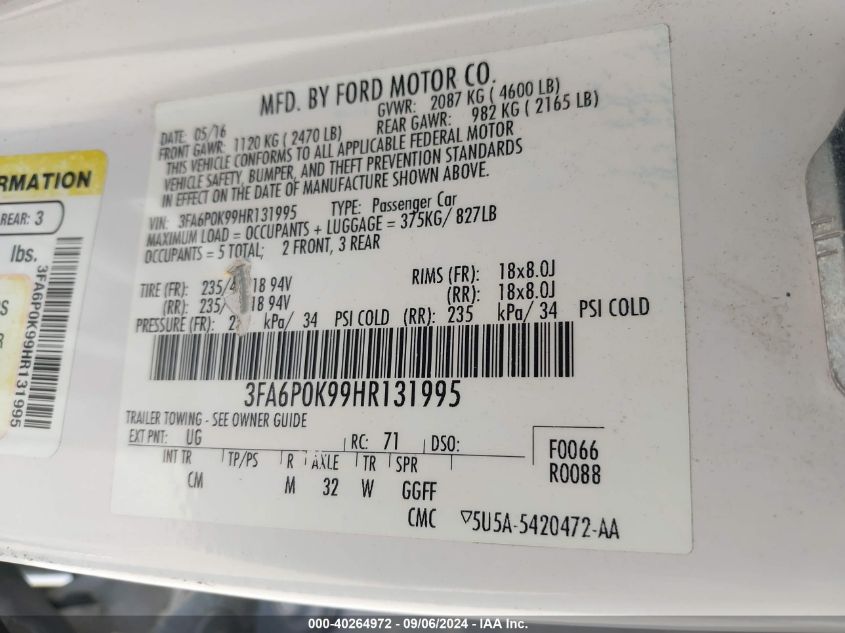 MFD. BY FORD MOTOR CO.
DATE: 05/16 GVWR: 2087 KG ( 4600 LB)
FRONT GAWR: 1120 KG ( 2470 LB) REAR GAWR: 982 KG ( 2165 LB)
THIS VEHICLE CONFORMS TO ALL APPLICABLE FEDERAL MOTOR
VEHICLE SAFETY, BUMPER, AND THEFT PREVENTION STANDARDS
IN EFFECT ON THE DATE OF MANUFACTURE SHOWN ABOVE.
VIN: 3FA6P0K99HR131995 TYPE: Passenger Car
MAXIMUM LOAD = OCCUPANTS + LUGGAGE = 375KG/ 827LB
OCCUPANTS = 5 TOTAL; 2 FRONT, 3 REAR
TIRE (FR): 235/4 18 94V RIMS (FR): 18x8.0J
(RR): 235/ 18 94V (RR): 18x8.0J
PRESSURE (FR): 2 kPa/ 34 PSI COLD (RR): 235 kPa/ 34 PSI COLD
3FA6P0K99HR131995
TRAILER TOWING - SEE OWNER GUIDE
EXT PNT: UG RC: 71 DSO:
INT TR TP/PS R AXLE TR SPR
CM M 32 W GGFF
F0066
R0088
CMC ▽5U5A-5420472-AA
RMATION
REAR: 3
lbs.
3FA6P0K99HR131995
000-40264972 - 09/06/2024 - IAA Holdings, LLC.